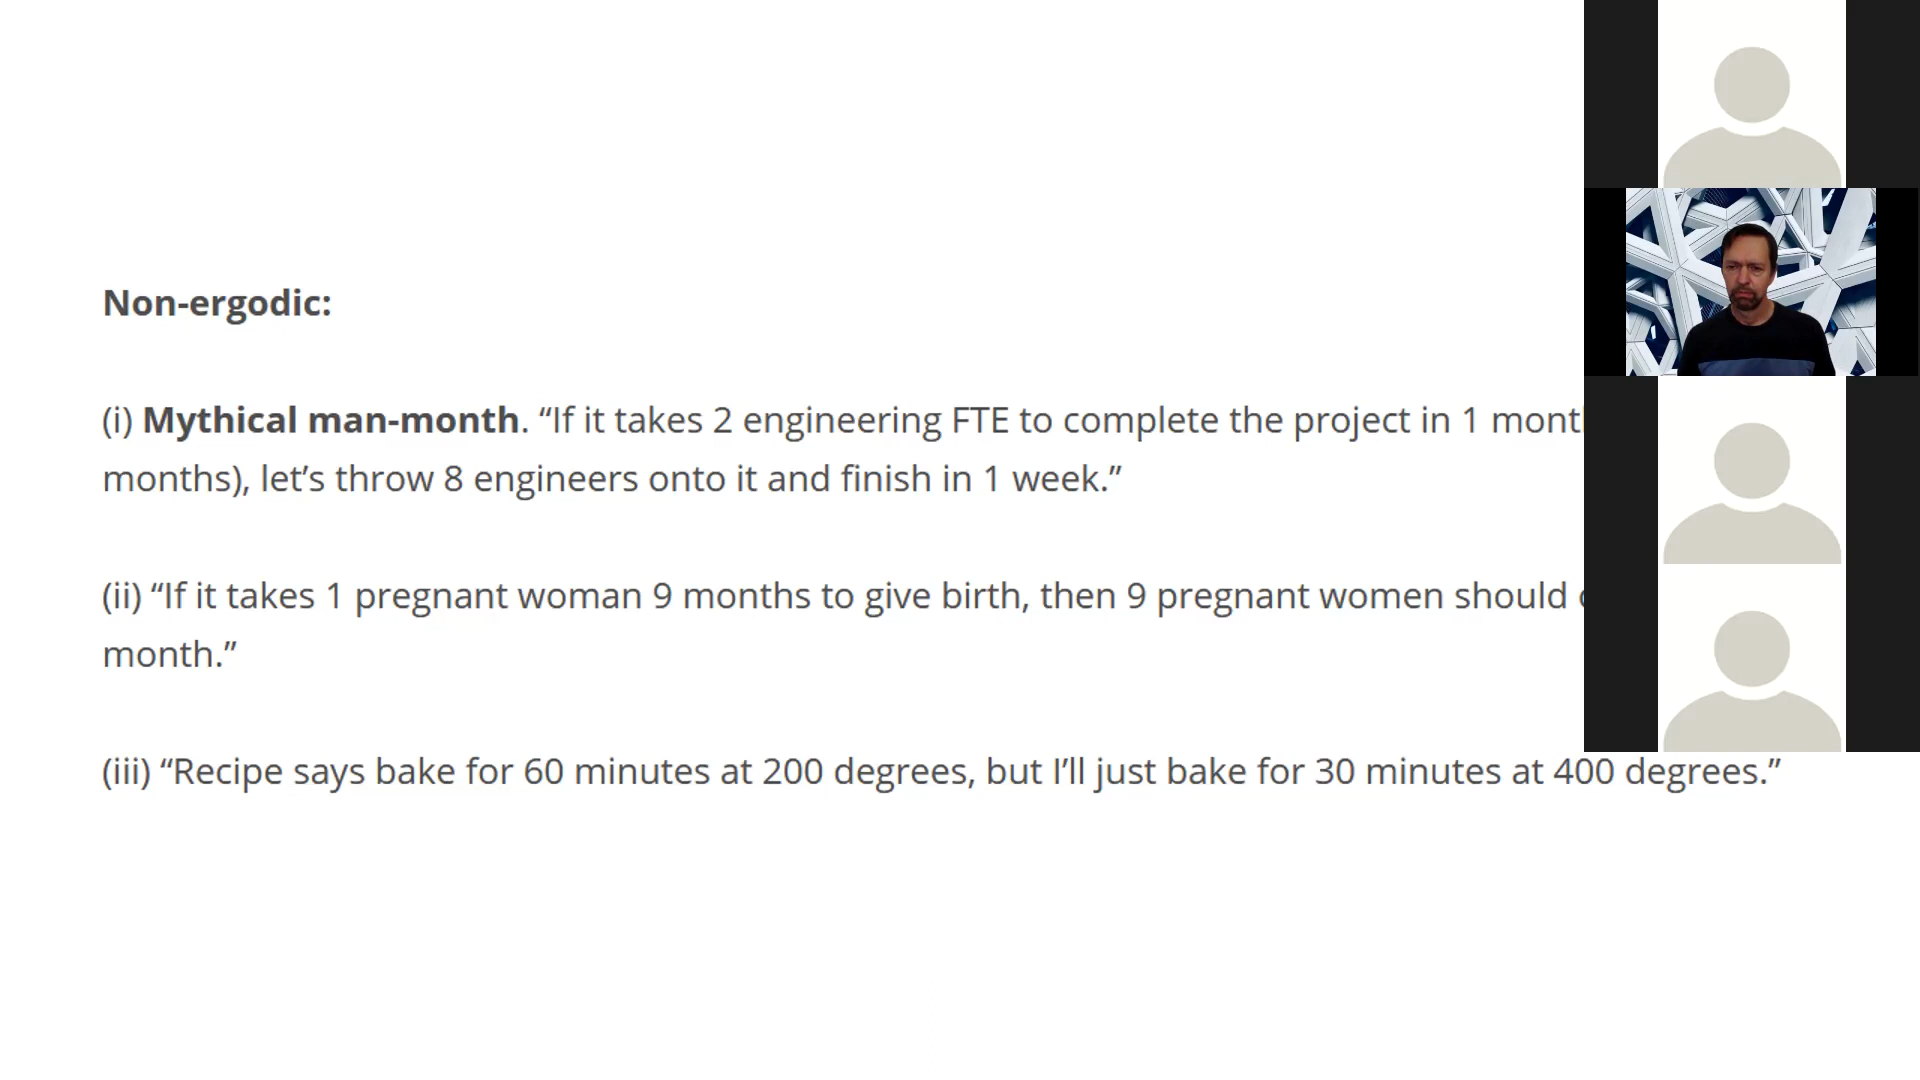 Non-ergodic:
(i) Mythical man-month. “If it takes 2 engineering FTE to complete the project in 1
months), let’s throw 8 engineers onto it and finish in 1 week.”
(ii) “If it takes 1 pregnant woman 9 months to give birth, then 9 pregnant women should
month.”
(iii) “Recipe says bake for 60 minutes at 200 degrees, but I’ll just bake for 30 minutes at 400 degrees.”